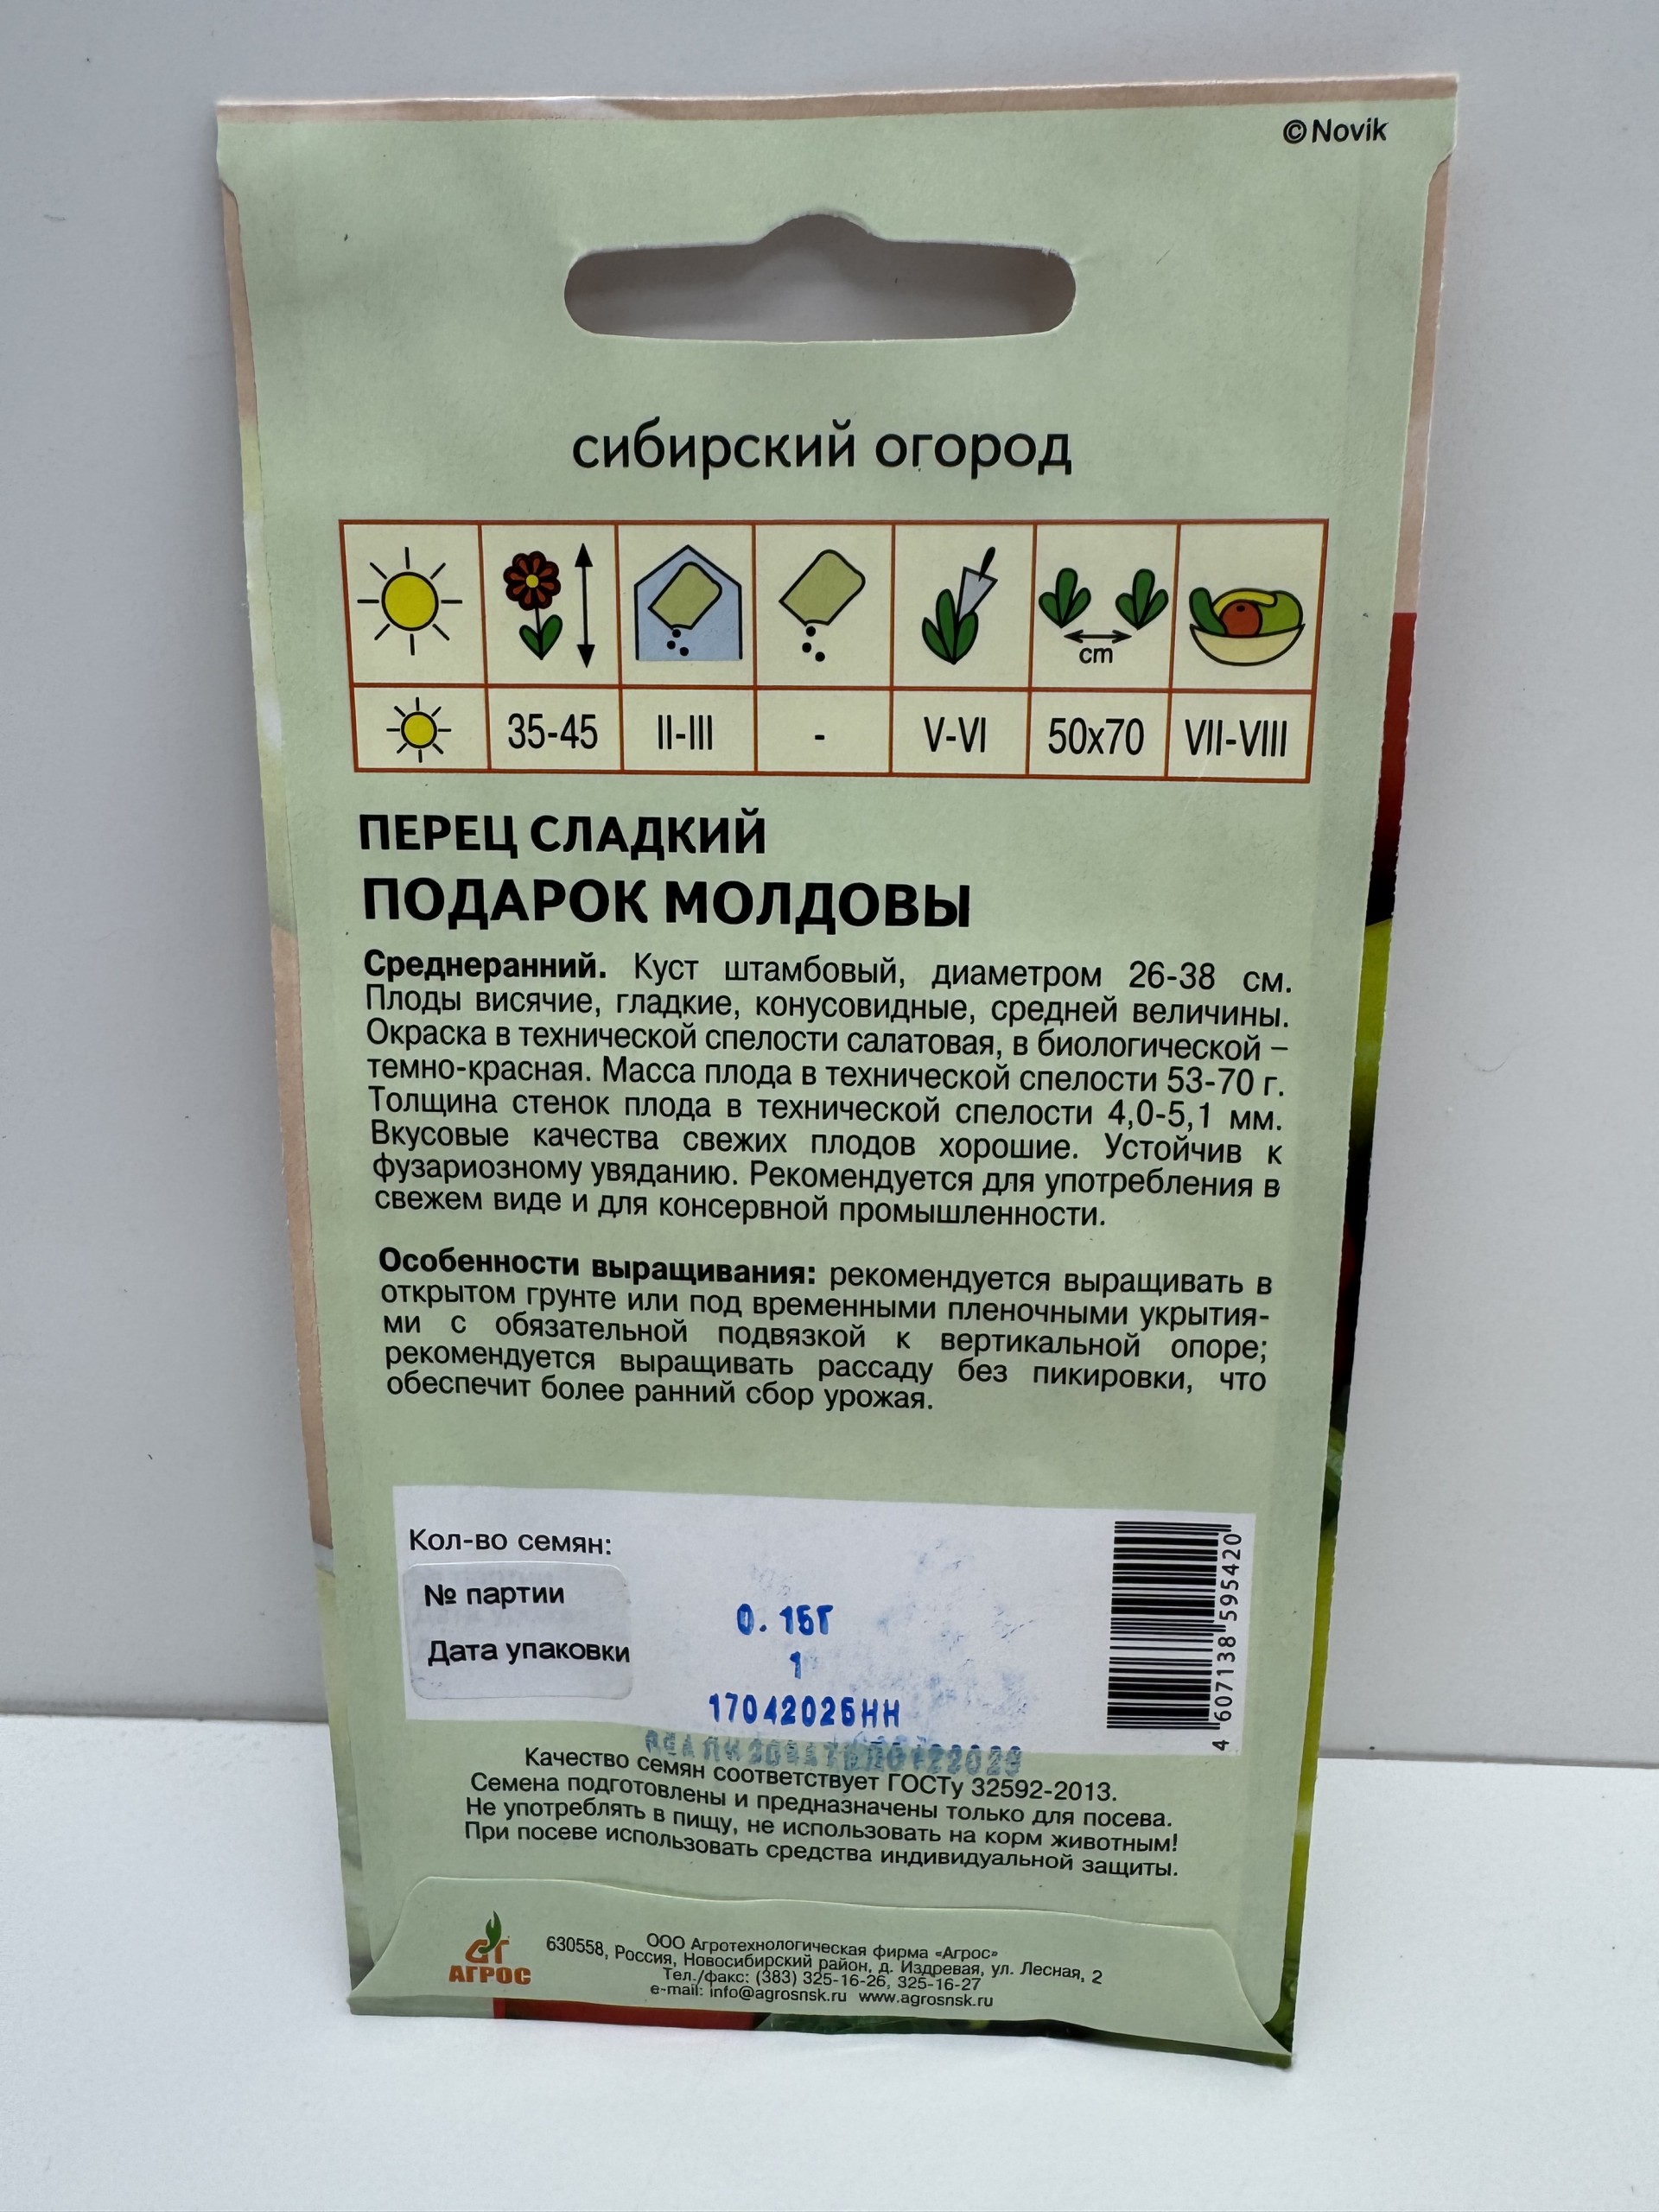 ©Novik
сибирский огород
cm
35-45 II-III - V-VI 50x70 VII-VIII
ПЕРЕЦ СЛАДКИЙ
ПОДАРОК МОЛДОВЫ
Среднеранний. Куст штамбовый, диаметром 26-38 см.
Плоды висячие, гладкие, конусовидные, средней величины.
Окраска в технической спелости салатовая, в биологической –
темно-красная. Масса плода в технической спелости 53-70 г.
Толщина стенок плода в технической спелости 4,0-5,1 мм.
Вкусовые качества свежих плодов хорошие. Устойчив к
фузариозному увяданию. Рекомендуется для употребления в
свежем виде и для консервной промышленности.
Особенности выращивания: рекомендуется выращивать в
открытом грунте или под временными пленочными укрытия-
ми с обязательной подвязкой к вертикальной опоре;
рекомендуется выращивать рассаду без пикировки, что
обеспечит более ранний сбор урожая.
Кол-во семян:
№ партии
Дата упаковки
0.15Г
1
17042025НН
4 607138 595420
Качество семян соответствует ГОСТу 32592-2013.
Семена подготовлены и предназначены только для посева.
Не употреблять в пищу, не использовать на корм животным!
При посеве использовать средства индивидуальной защиты.
АГРОС
ООО Агротехнологическая фирма «Агрос»
630558, Россия, Новосибирский район, д. Издревая, ул. Лесная, 2
Тел./факс: (383) 325-16-26, 325-16-27
e-mail: info@agrosnsk.ru www.agrosnsk.ru